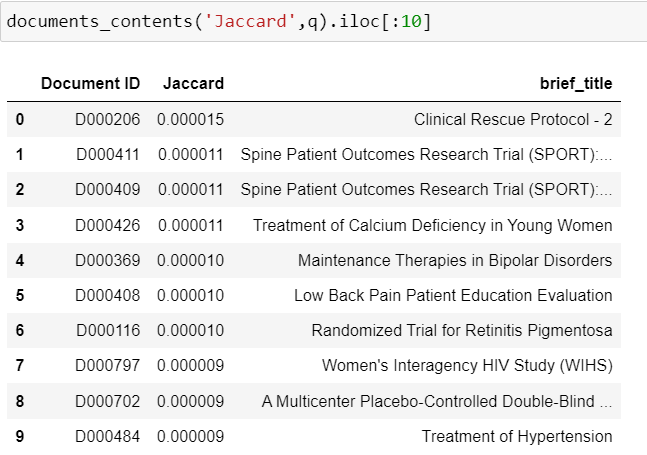 documents_contents('Jaccard',q).iloc[:10]
Document ID Jaccard brief_title
0 D000206 0.000015 Clinical Rescue Protocol - 2
1 D000411 0.000011 Spine Patient Outcomes Research Trial (SPORT):...
2 D000409 0.000011 Spine Patient Outcomes Research Trial (SPORT):...
3 D000426 0.000011 Treatment of Calcium Deficiency in Young Women
4 D000369 0.000010 Maintenance Therapies in Bipolar Disorders
5 D000408 0.000010 Low Back Pain Patient Education Evaluation
6 D000116 0.000010 Randomized Trial for Retinitis Pigmentosa
7 D000797 0.000009 Women's Interagency HIV Study (WIHS)
8 D000702 0.000009 A Multicenter Placebo-Controlled Double-Blind ...
9 D000484 0.000009 Treatment of Hypertension